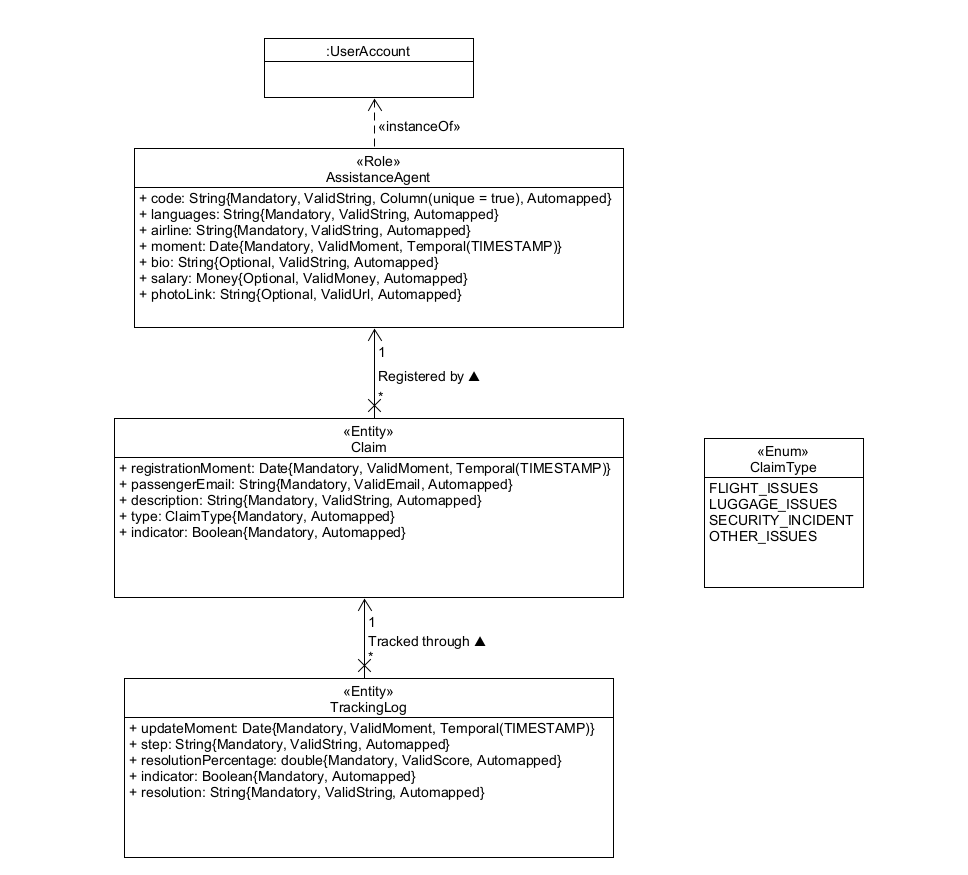 :UserAccount
«instanceOf»
«Role»
AssistanceAgent
+ code: String{Mandatory, ValidString, Column(unique = true), Automapped}
+ languages: String{Mandatory, ValidString, Automapped}
+ airline: String{Mandatory, ValidString, Automapped}
+ moment: Date{Mandatory, ValidMoment, Temporal(TIMESTAMP)}
+ bio: String{Optional, ValidString, Automapped}
+ salary: Money{Optional, ValidMoney, Automapped}
+ photoLink: String{Optional, ValidUrl, Automapped}
1
Registered by ▲
*
«Entity»
Claim
+ registrationMoment: Date{Mandatory, ValidMoment, Temporal(TIMESTAMP)}
+ passengerEmail: String{Mandatory, ValidEmail, Automapped}
+ description: String{Mandatory, ValidString, Automapped}
+ type: ClaimType{Mandatory, Automapped}
+ indicator: Boolean{Mandatory, Automapped}
«Enum»
ClaimType
FLIGHT_ISSUES
LUGGAGE_ISSUES
SECURITY_INCIDENT
OTHER_ISSUES
1
Tracked through ▲
*
«Entity»
TrackingLog
+ updateMoment: Date{Mandatory, ValidMoment, Temporal(TIMESTAMP)}
+ step: String{Mandatory, ValidString, Automapped}
+ resolutionPercentage: double{Mandatory, ValidScore, Automapped}
+ indicator: Boolean{Mandatory, Automapped}
+ resolution: String{Mandatory, ValidString, Automapped}